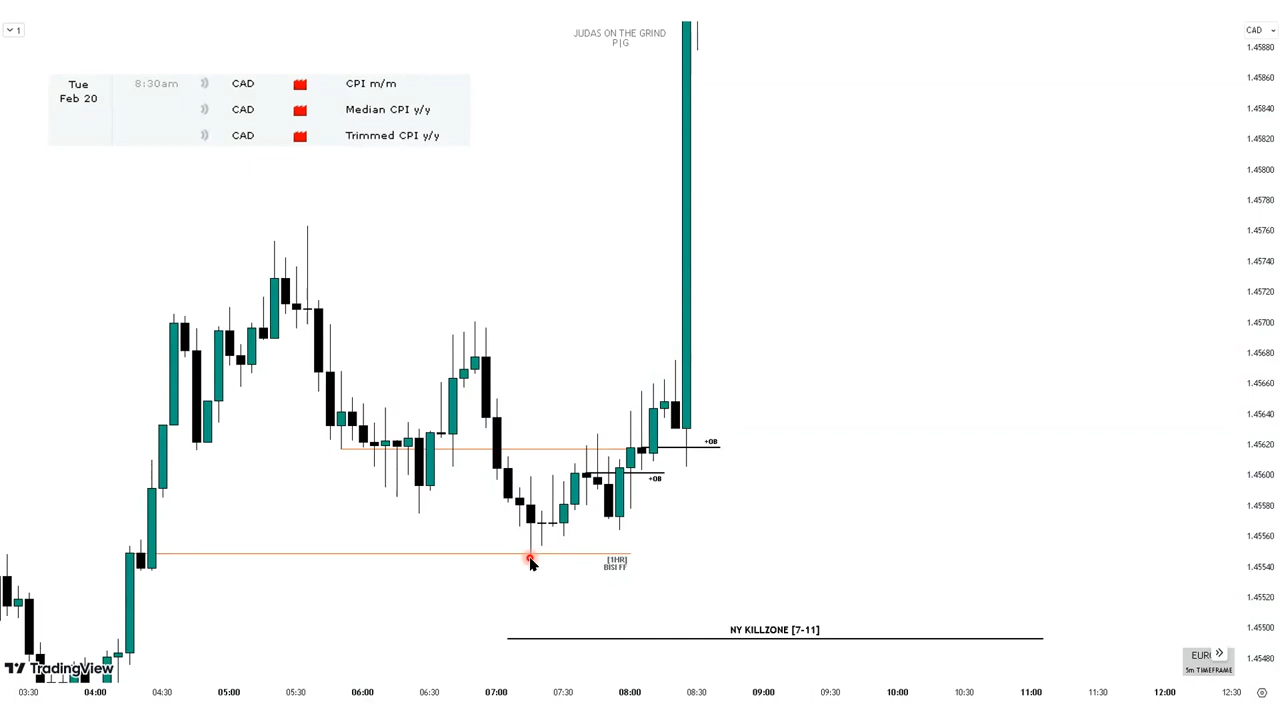 1
JUDAS ON THE GRIND
P|G
CAD
Tue
Feb 20
8:30am CAD CPI m/m
CAD Median CPI y/y
CAD Trimmed CPI y/y
1.45880
1.45860
1.45840
1.45820
1.45800
1.45780
1.45760
1.45740
1.45720
1.45700
1.45680
1.45660
1.45640
1.45620
1.45600
1.45580
1.45560
1.45540
1.45520
1.45500
1.45480
+OB
+OB
[1HR]
BISI FF
NY KILLZONE [7-11]
TradingView
5m TIMEFRAME
03:30 04:00 04:30 05:00 05:30 06:00 06:30 07:00 07:30 08:00 08:30 09:00 09:30 10:00 10:30 11:00 11:30 12:00 12:30